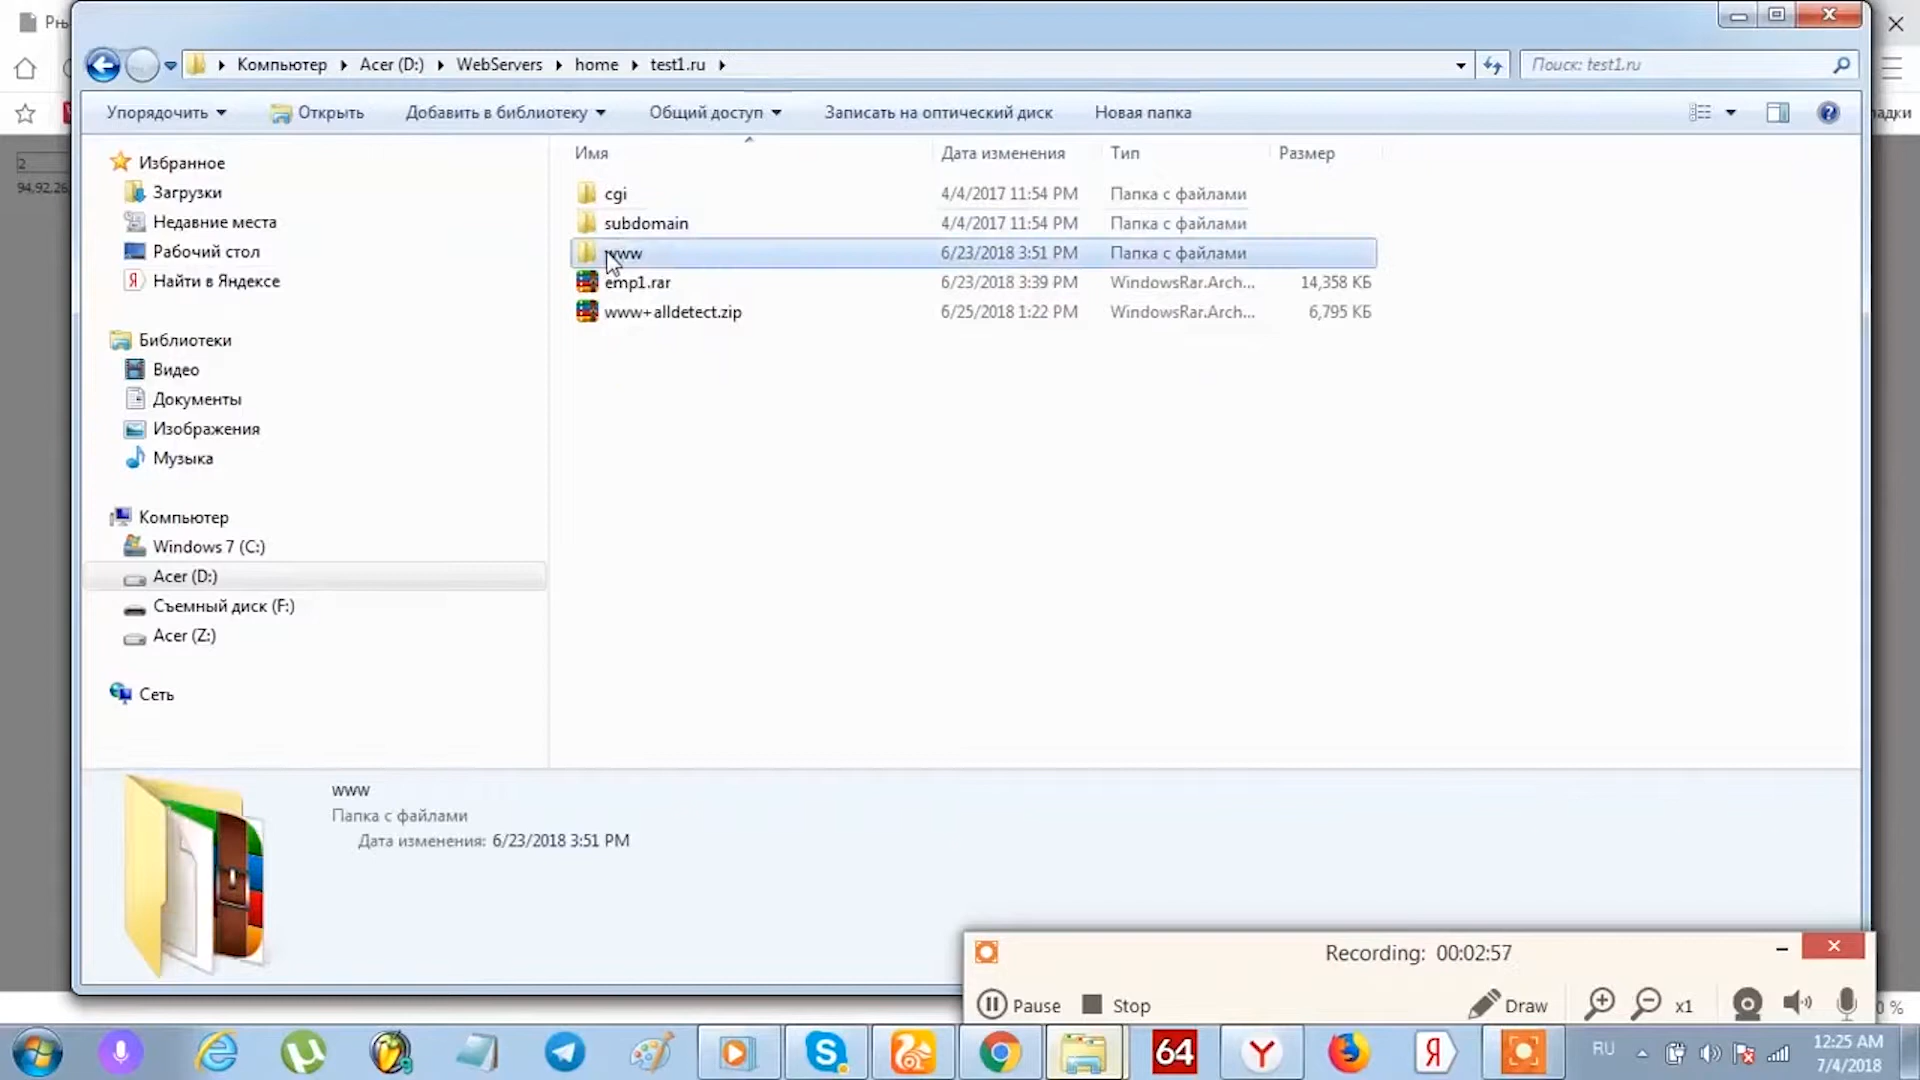 Компьютер Acer (D:) WebServers home test1.ru
Поиск: test1.ru
Упорядочить Открыть Добавить в библиотеку Общий доступ Записать на оптический диск Новая папка
2
94,92,26
Имя Дата изменения Тип Размер
cgi 4/4/2017 11:54 PM Папка с файлами
subdomain 4/4/2017 11:54 PM Папка с файлами
www 6/23/2018 3:51 PM Папка с файлами
emp1.rar 6/23/2018 3:39 PM WindowsRar.Arch... 14,358 КБ
www+alldetect.zip 6/25/2018 1:22 PM WindowsRar.Arch... 6,795 КБ
Избранное
Загрузки
Недавние места
Рабочий стол
Найти в Яндексе
Библиотеки
Видео
Документы
Изображения
Музыка
Компьютер
Windows 7 (C:)
Acer (D:)
Съемный диск (F:)
Acer (Z:)
Сеть
www
Папка с файлами
Дата изменения: 6/23/2018 3:51 PM
Recording: 00:02:57
Pause Stop Draw x1
0 %
64
RU
12:25 AM
7/4/2018